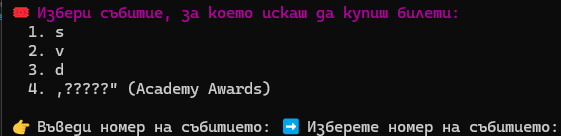 🎟️ Избери събитие, за което искаш да купиш билети:
1. s
2. v
3. d
4. ,?????" (Academy Awards)
👉 Въведи номер на събитието: ➡️ Изберете номер на събитието: